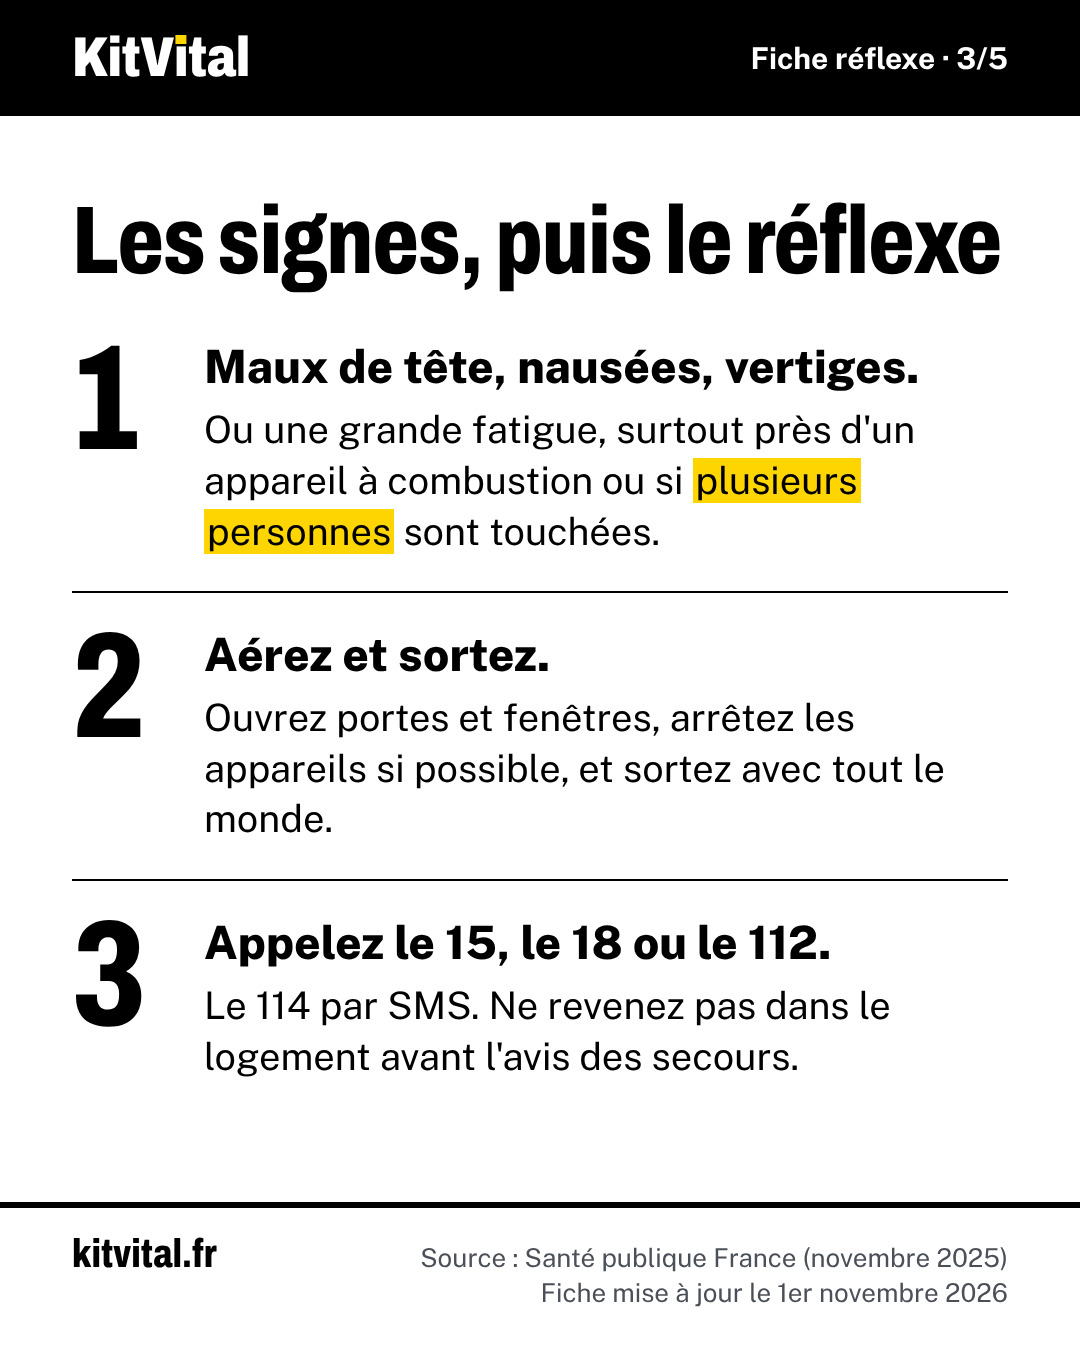 KitVital
Fiche réflexe · 3/5
Les signes, puis le réflexe
1
Maux de tête, nausées, vertiges.
Ou une grande fatigue, surtout près d'un
appareil à combustion ou si plusieurs
personnes sont touchées.
2
Aérez et sortez.
Ouvrez portes et fenêtres, arrêtez les
appareils si possible, et sortez avec tout le
monde.
3
Appelez le 15, le 18 ou le 112.
Le 114 par SMS. Ne revenez pas dans le
logement avant l'avis des secours.
kitvital.fr
Source : Santé publique France (novembre 2025)
Fiche mise à jour le 1er novembre 2026